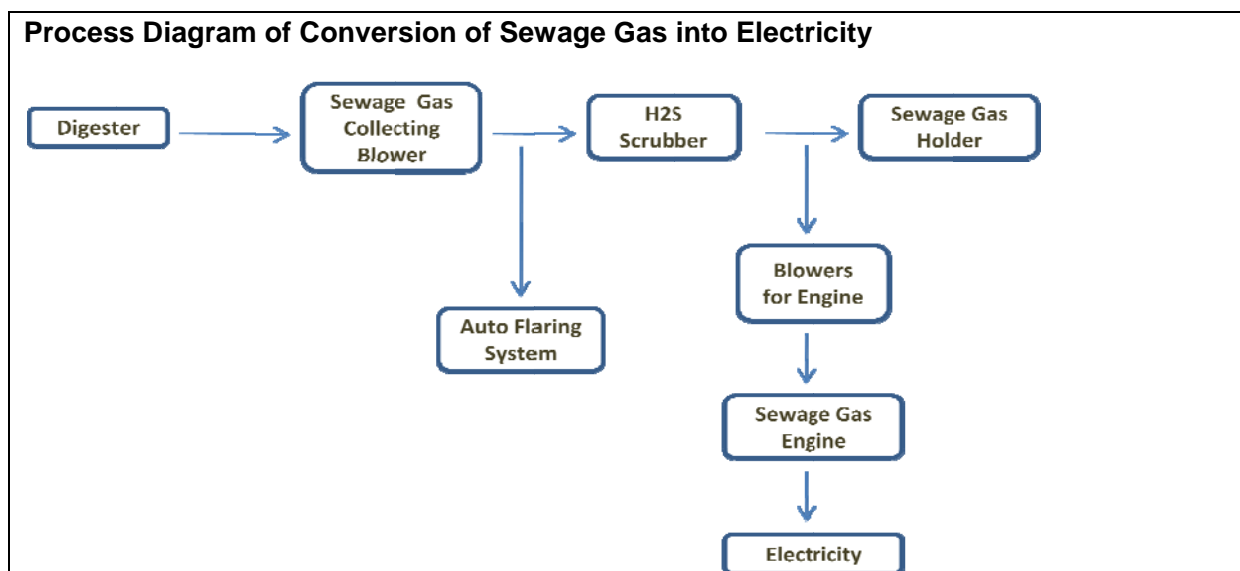 Process Diagram of Conversion of Sewage Gas into Electricity
Digester
Sewage Gas
Collecting
Blower
H2S
Scrubber
Sewage Gas
Holder
Auto Flaring
System
Blowers
for Engine
Sewage Gas
Engine
Electricity